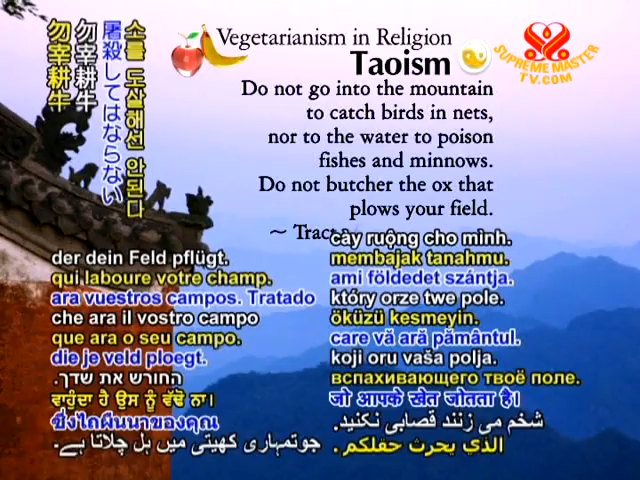 Vegetarianism in Religion
Taoism
SUPREME MASTER
TV.COM
Do not go into the mountain
to catch birds in nets,
nor to the water to poison
fishes and minnows.
Do not butcher the ox that
plows your field.
~ Trac
소를 도살해선 안된다
屠殺してはならない
勿宰耕牛
勿宰耕牛
der dein Feld pflügt.
qui laboure votre champ.
ara vuestros campos. Tratado
che ara il vostro campo
que ara o seu campo.
die je veld ploegt.
החורש את שדך.
ਵਾਹੁੰਦਾ ਹੈ ਉਸ ਨੂੰ ਵੱਢੋ ਨਾ।
ซึ่งไถผืนนาของคุณ
جوتمہاری کھیتی میں ہل چلاتا ہے۔
cày ruộng cho mình.
membajak tanahmu.
ami földedet szántja.
który orze twe pole.
öküzü kesmeyin.
care vă ară pământul.
koji oru vaša polja.
вспахивающего твоё поле.
जो आपके खेत जोतता है।
شخم می زنند قصابی نکنید.
الذي يحرث حقلكم .